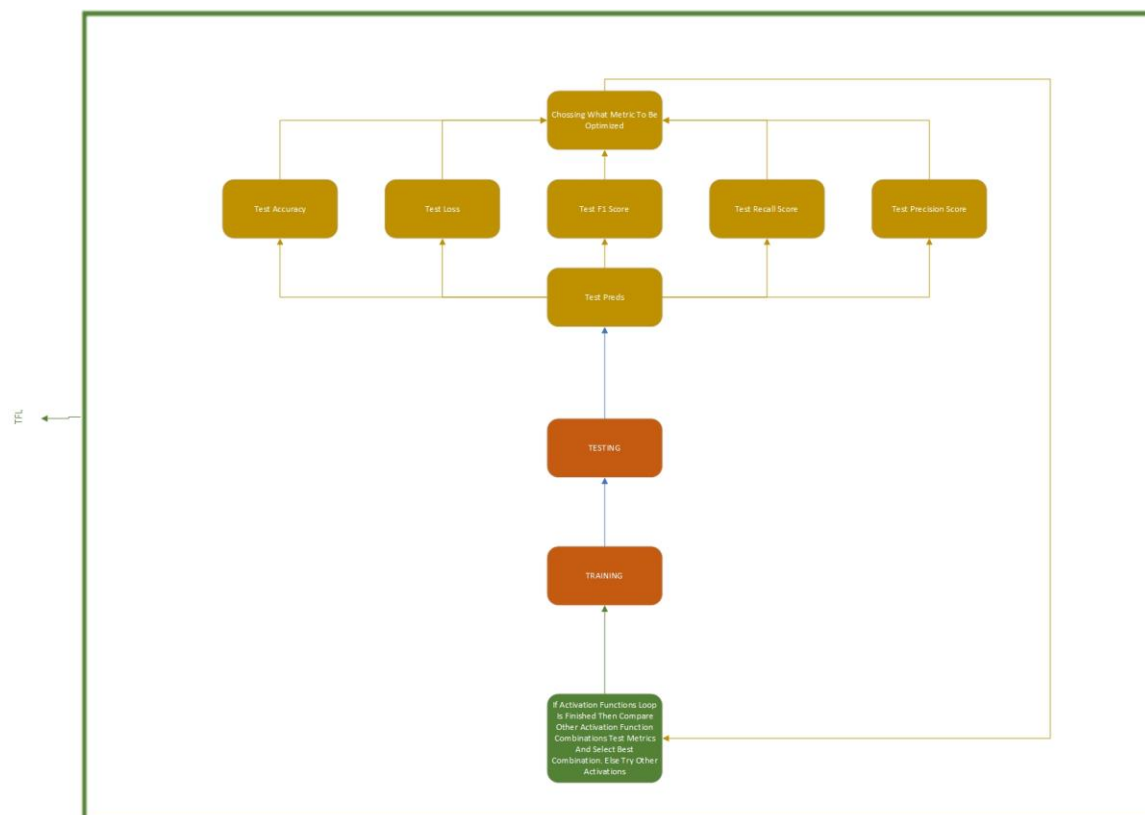 Chossing What Metric To Be
Optimized
Test Accuracy
Test Loss
Test F1 Score
Test Recall Score
Test Precision Score
Test Preds
TFL
TESTING
TRAINING
If Activation Functions Loop
Is Finished Then Compare
Other Activation Function
Combinations Test Metrics
And Select Best
Combination, Else Try Other
Activations